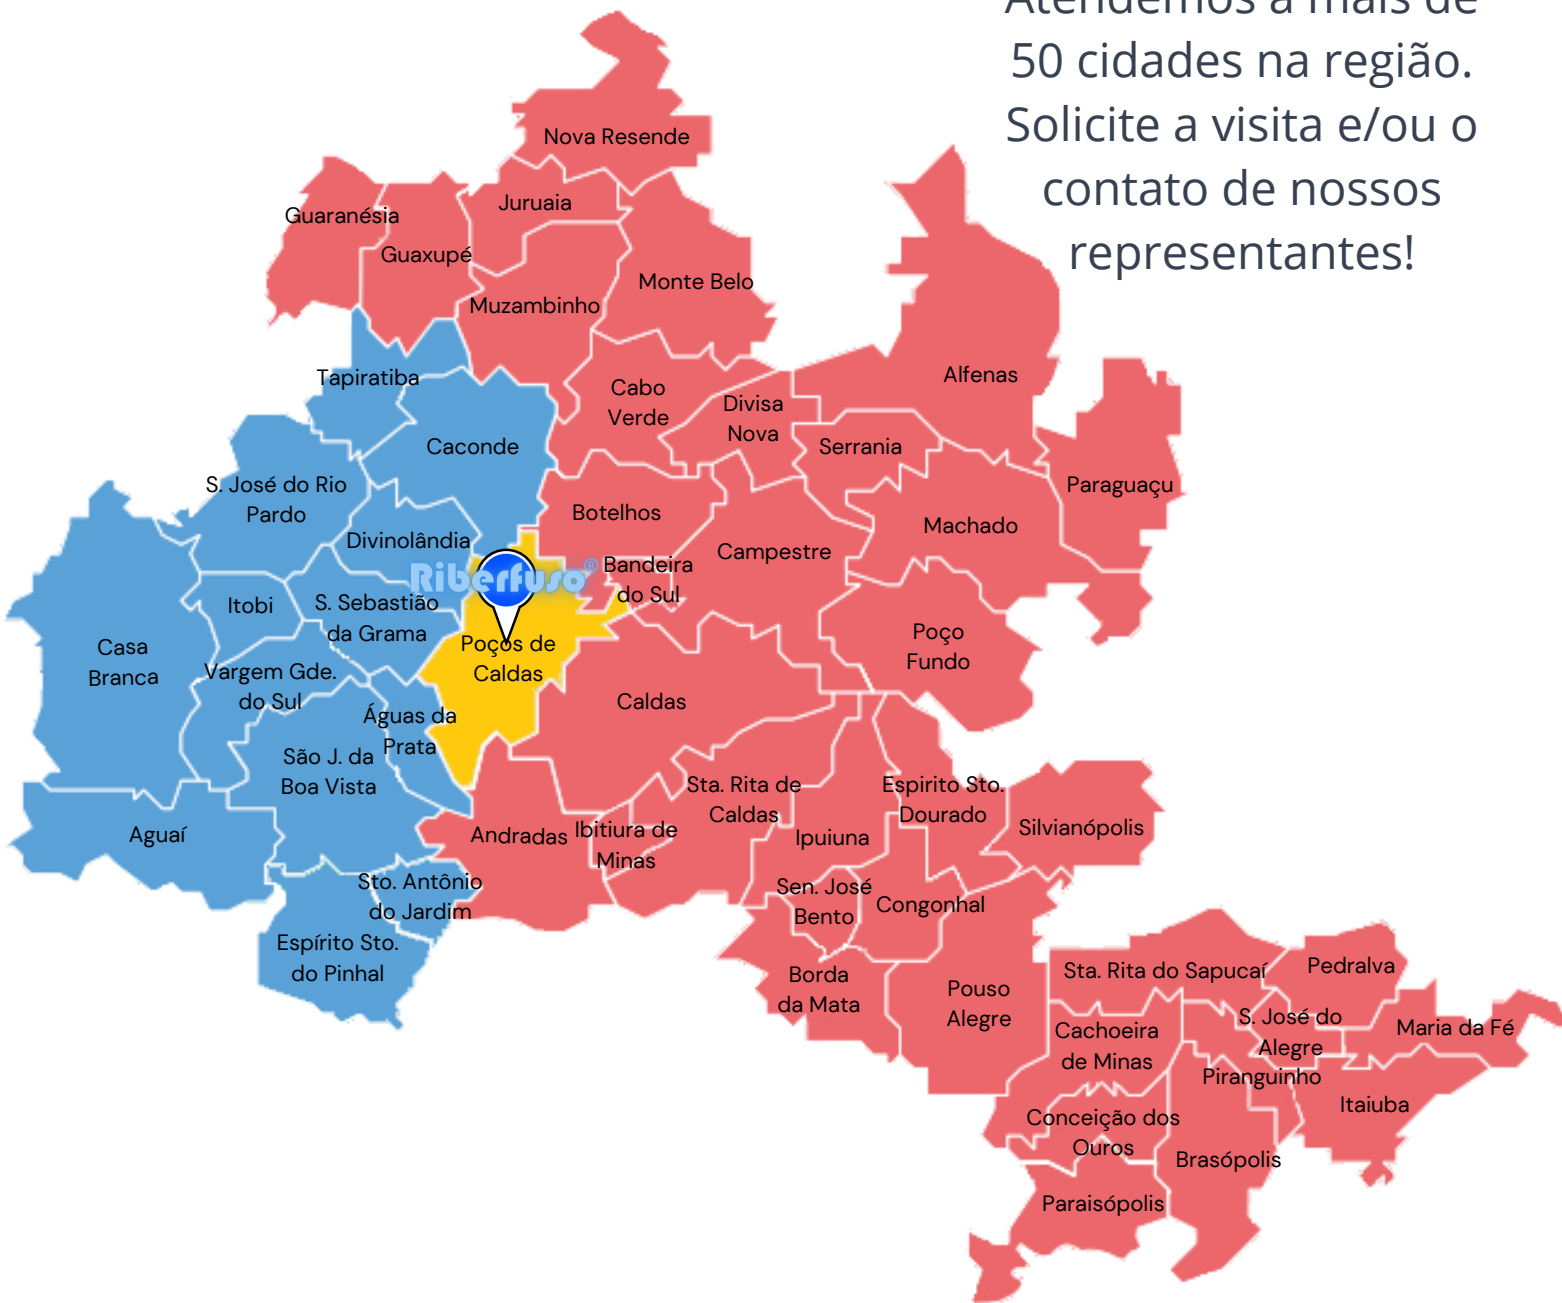 Atendemos a mais de
50 cidades na região.
Solicite a visita e/ou o
contato de nossos
representantes!
Nova Resende
Juruaia
Guaranésia
Guaxupé
Monte Belo
Muzambinho
Tapiratiba
Alfenas
Cabo
Verde
Divisa
Nova
Caconde
Serrania
S. José do Rio
Pardo
Paraguaçu
Botelhos
Machado
Divinolândia
Campestre
Riberfuso®
Bandeira
do Sul
Itobi
S. Sebastião
da Grama
Casa
Branca
Poços de
Caldas
Poço
Fundo
Vargem Gde.
do Sul
Caldas
Águas da
Prata
São J. da
Boa Vista
Sta. Rita de
Caldas
Espirito Sto.
Dourado
Aguaí
Andradas
Ibitiura de
Minas
Ipuiuna
Silvianópolis
Sto. Antônio
do Jardim
Sen. José
Bento
Congonhal
Espírito Sto.
do Pinhal
Borda
da Mata
Pouso
Alegre
Sta. Rita do Sapucaí
Pedralva
Cachoeira
de Minas
S. José do
Alegre
Maria da Fé
Piranguinho
Itaiuba
Conceição dos
Ouros
Brasópolis
Paraisópolis